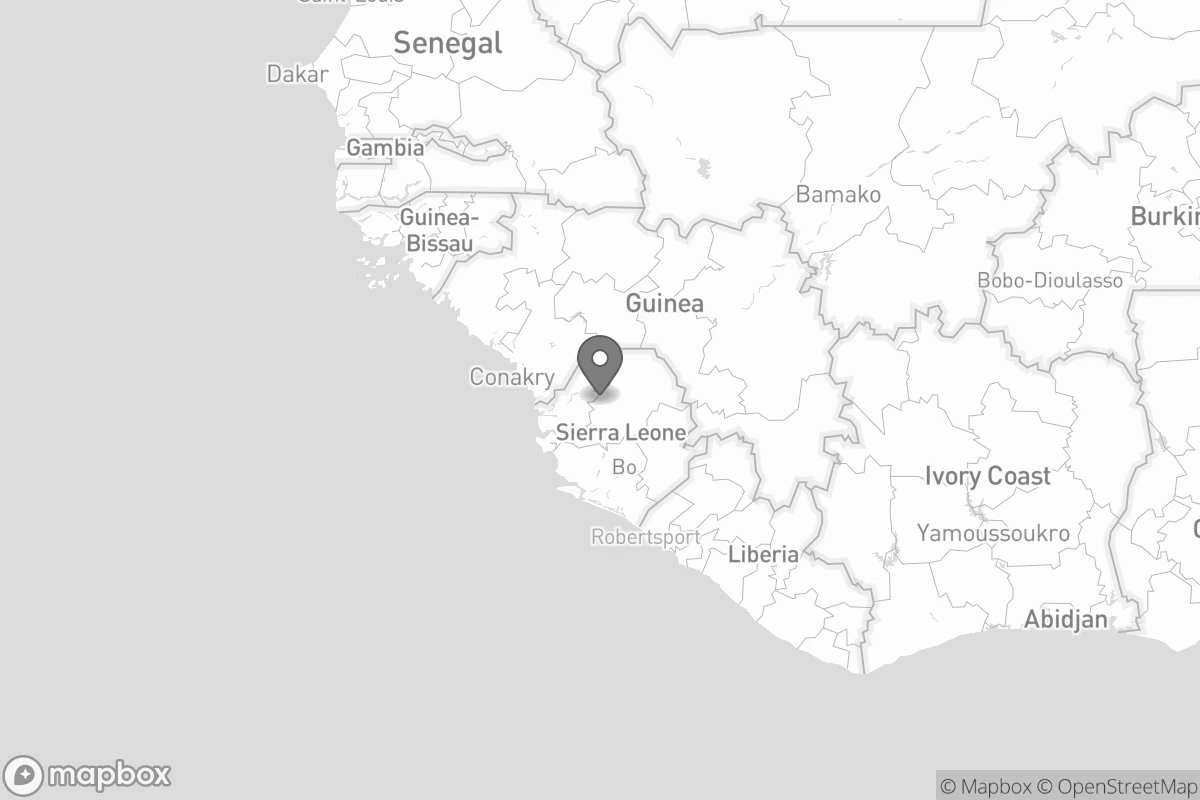 Senegal
Dakar
Gambia
Bamako
Guinea-
Bissau
Burkin
Bobo-Dioulasso
Guinea
Conakry
Sierra Leone
Bo
Ivory Coast
Robertsport
Yamoussoukro
Liberia
Abidjan
mapbox
© Mapbox © OpenStreetMap